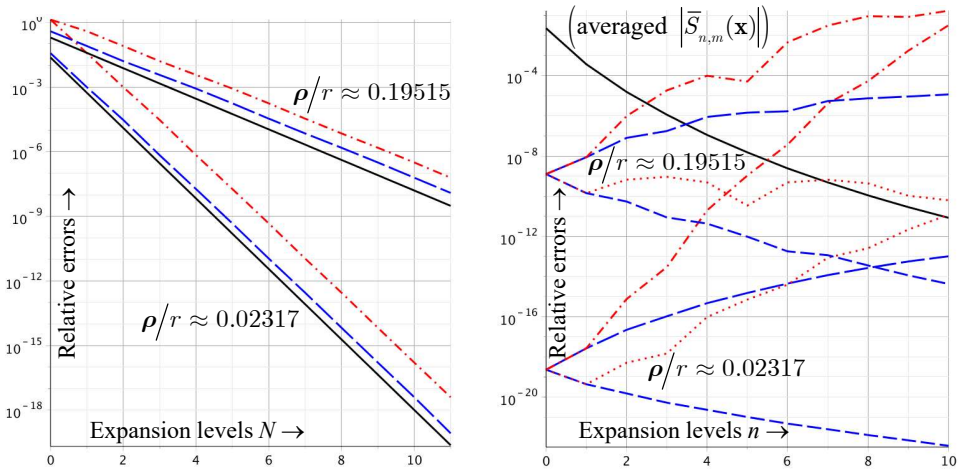 10⁰
10⁻³
10⁻⁶
10⁻⁹
10⁻¹²
10⁻¹⁵
10⁻¹⁸
Relative errors →
ρ/r ≈ 0.19515
ρ/r ≈ 0.02317
Expansion levels N →
0 2 4 6 8 10
(averaged |S̅ₙ,ₘ(x)|)
10⁻⁴
10⁻⁸
10⁻¹²
10⁻¹⁶
10⁻²⁰
Relative errors →
ρ/r ≈ 0.19515
ρ/r ≈ 0.02317
Expansion levels n →
0 2 4 6 8 10